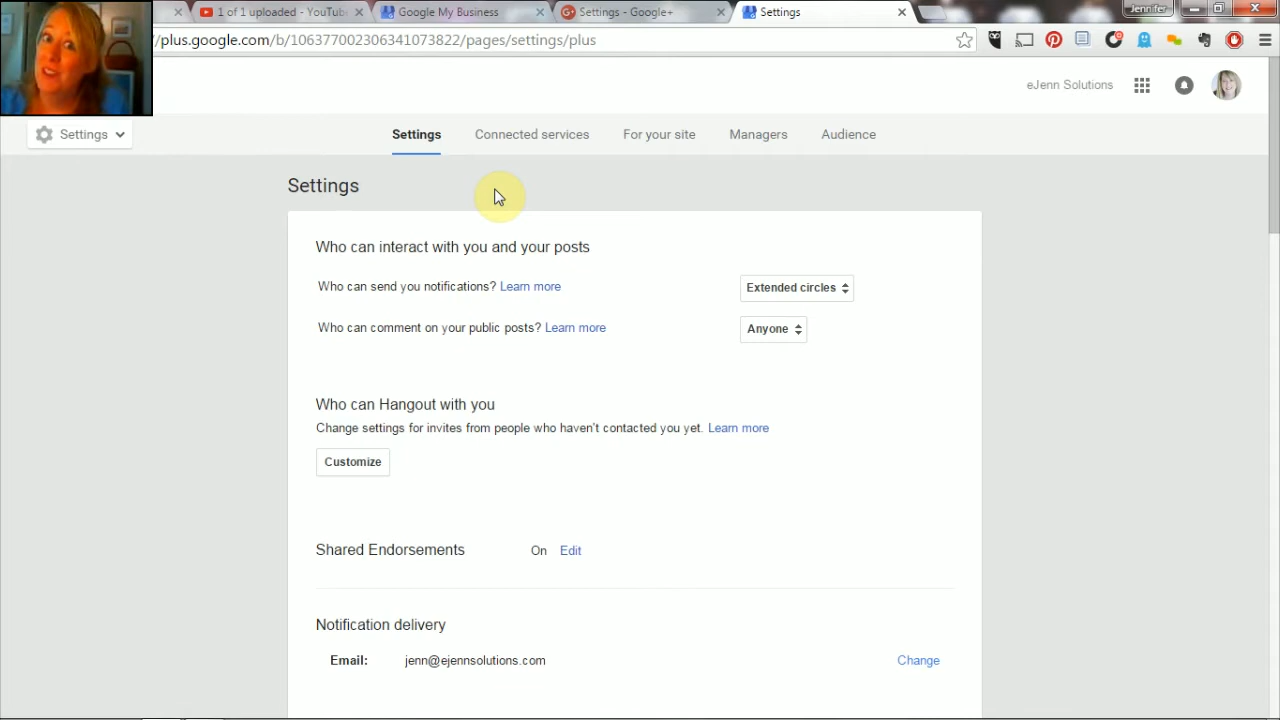 1 of 1 uploaded - YouTube
Google My Business
Settings - Google+
Settings
Jennifer
/plus.google.com/b/106377002306341073822/pages/settings/plus
eJenn Solutions
Settings
Settings
Connected services
For your site
Managers
Audience
Settings
Who can interact with you and your posts
Who can send you notifications? Learn more
Extended circles
Who can comment on your public posts? Learn more
Anyone
Who can Hangout with you
Change settings for invites from people who haven't contacted you yet. Learn more
Customize
Shared Endorsements On Edit
Notification delivery
Email: jenn@ejennsolutions.com Change